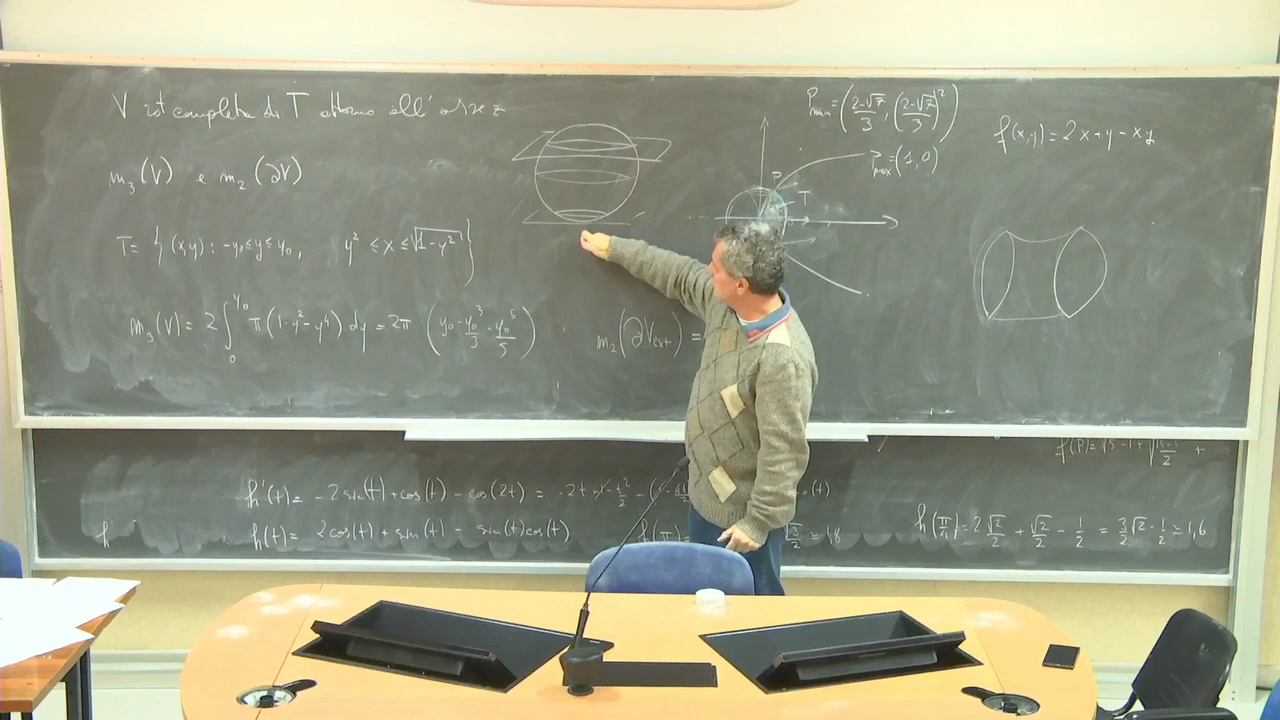 V rot completa di T attorno all'asse z
m₃(V) e m₂(∂V)
T = { (x,y) : -y₀ ≤ y ≤ y₀, y² ≤ x ≤ √(1-y²) }
m₃(V) = 2 ∫₀^{y₀} π(1-y²-y⁴) dy = 2π (y₀ - y₀³/3 - y₀⁵/5)
m₂(∂V_ext) =
P
T
P_min = ( (2-√7)/3, ((2-√7)/3)² )
P_max = (1, 0)
f(x,y) = 2x+y-xy
f(P) = √5-1+
h'(t) = -2 sin(t) + cos(t) - cos(2t) =
h'
h(t) = 2cos(t) + sin(t) - sin(t)cos(t)
h(π/4) = 2 √2/2 + √2/2 - 1/2 = 3/2 √2 - 1/2 ≃ 1,6